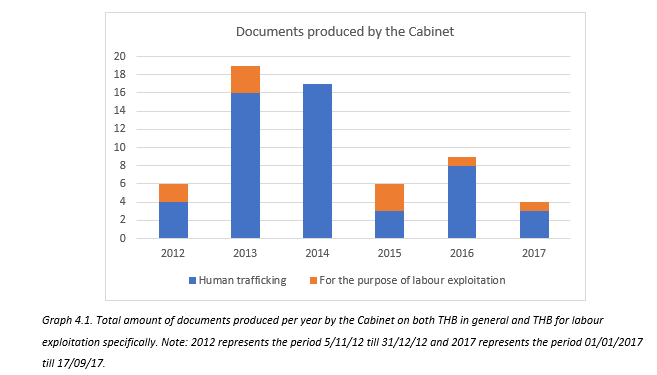 Documents produced by the Cabinet
20
18
16
14
12
10
8
6
4
2
0
2012 2013 2014 2015 2016 2017
Human trafficking For the purpose of labour exploitation
Graph 4.1. Total amount of documents produced per year by the Cabinet on both THB in general and THB for labour
exploitation specifically. Note: 2012 represents the period 5/11/12 till 31/12/12 and 2017 represents the period 01/01/2017
till 17/09/17.